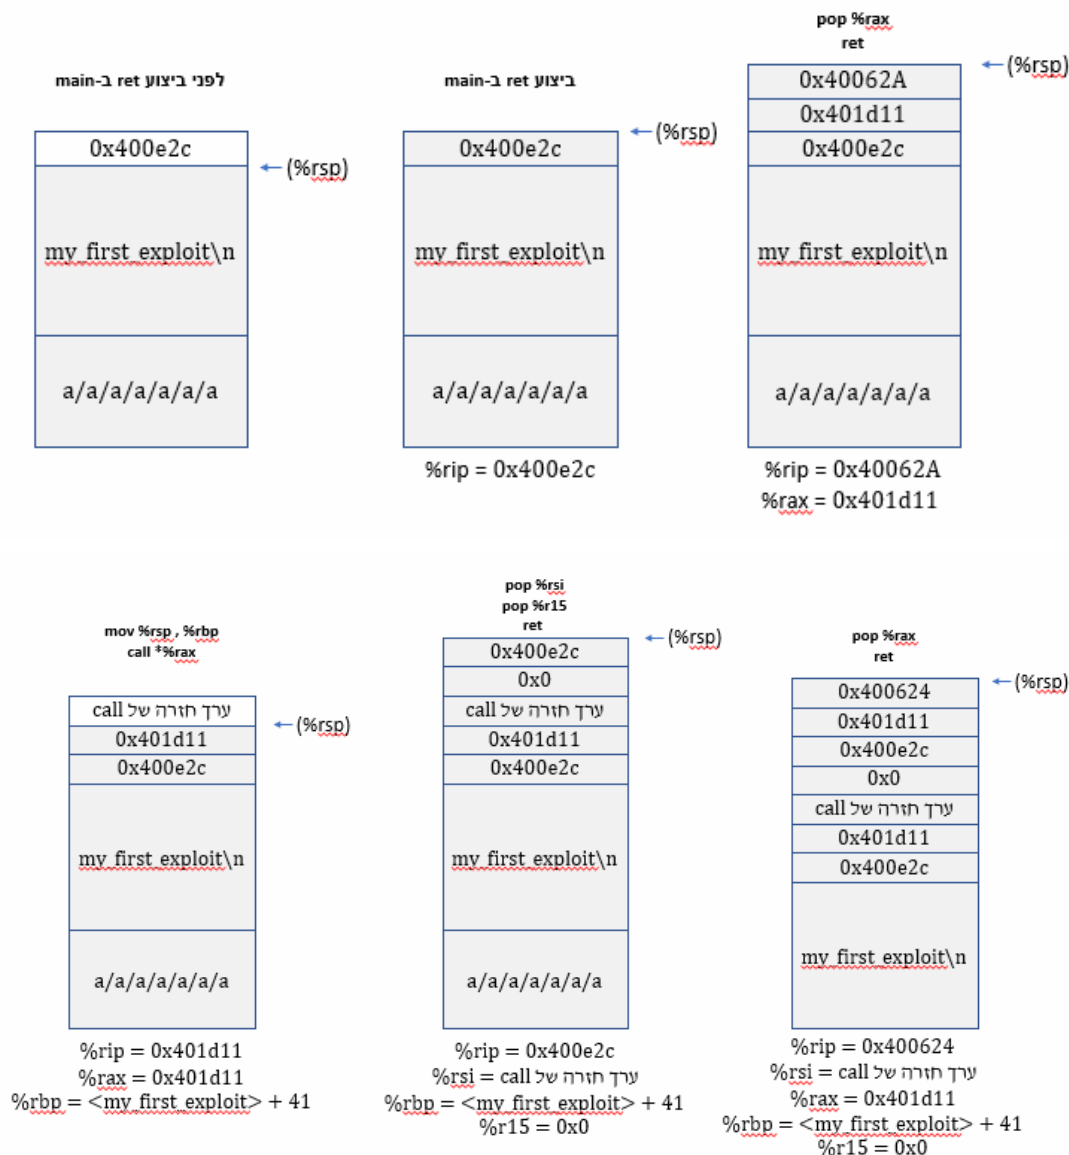 לפני ביצוע ret ב-main
0x400e2c
(%rsp)
my_first_exploit\n
a/a/a/a/a/a/a/a
ביצוע ret ב-main
(%rsp)
0x400e2c
my_first_exploit\n
a/a/a/a/a/a/a/a
%rip = 0x400e2c
pop %rax
ret
(%rsp)
0x40062A
0x401d11
0x400e2c
my_first_exploit\n
a/a/a/a/a/a/a/a
%rip = 0x40062A
%rax = 0x401d11
mov %rsp , %rbp
call *%rax
ערך חזרה של call
(%rsp)
0x401d11
0x400e2c
my_first_exploit\n
a/a/a/a/a/a/a/a
%rip = 0x401d11
%rax = 0x401d11
%rbp = <my_first_exploit> + 41
pop %rsi
pop %r15
ret
(%rsp)
0x400e2c
0x0
ערך חזרה של call
0x401d11
0x400e2c
my_first_exploit\n
a/a/a/a/a/a/a/a
%rip = 0x400e2c
%rsi = ערך חזרה של call
%rbp = <my_first_exploit> + 41
%r15 = 0x0
pop %rax
ret
(%rsp)
0x400624
0x401d11
0x400e2c
0x0
ערך חזרה של call
0x401d11
0x400e2c
my_first_exploit\n
%rip = 0x400624
%rsi = ערך חזרה של call
%rax = 0x401d11
%rbp = <my_first_exploit> + 41
%r15 = 0x0